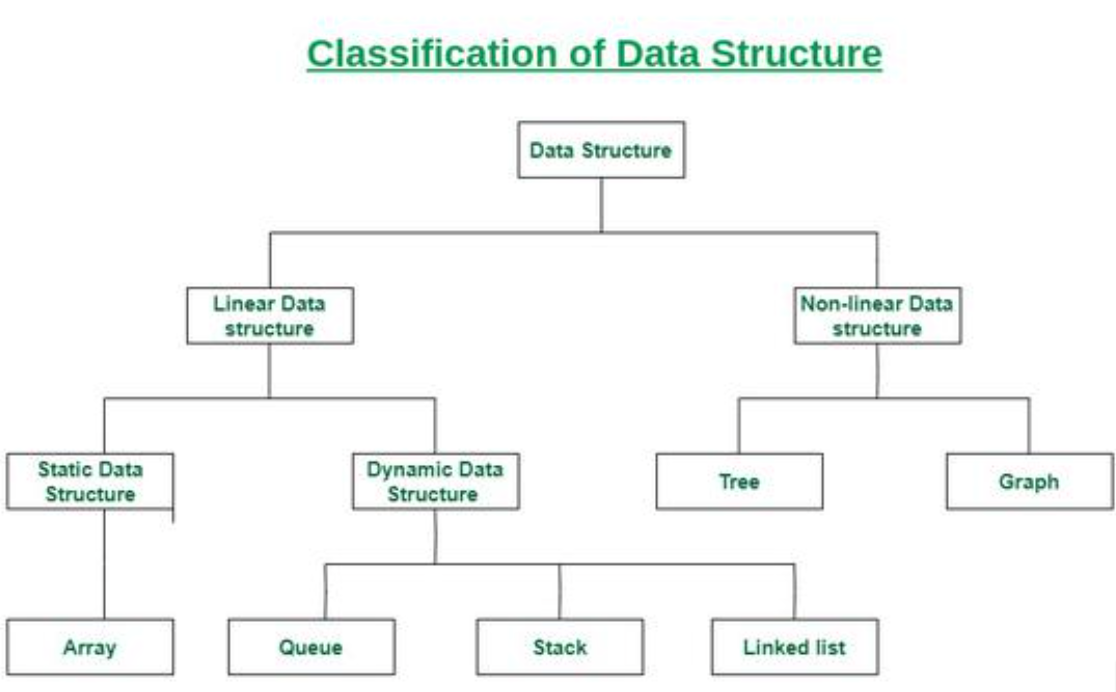 Classification of Data Structure
Data Structure
Linear Data
structure
Non-linear Data
structure
Static Data
Structure
Dynamic Data
Structure
Tree
Graph
Array
Queue
Stack
Linked list